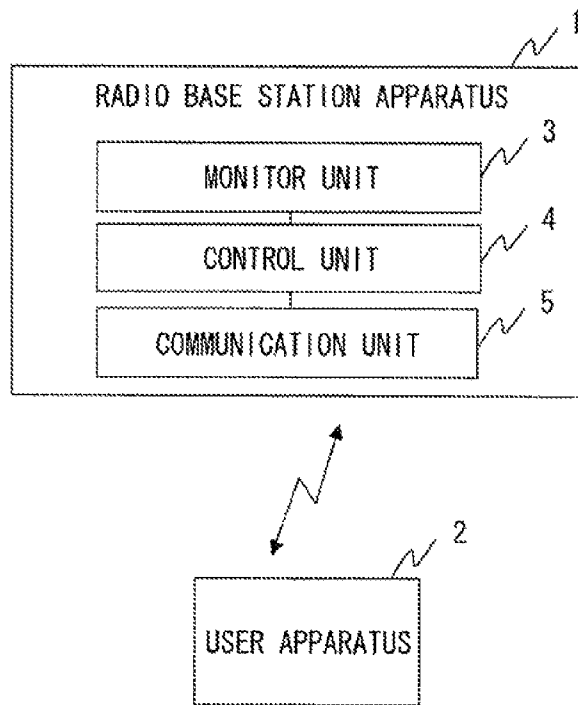 1
RADIO BASE STATION APPARATUS
3
MONITOR UNIT
4
CONTROL UNIT
5
COMMUNICATION UNIT
2
USER APPARATUS